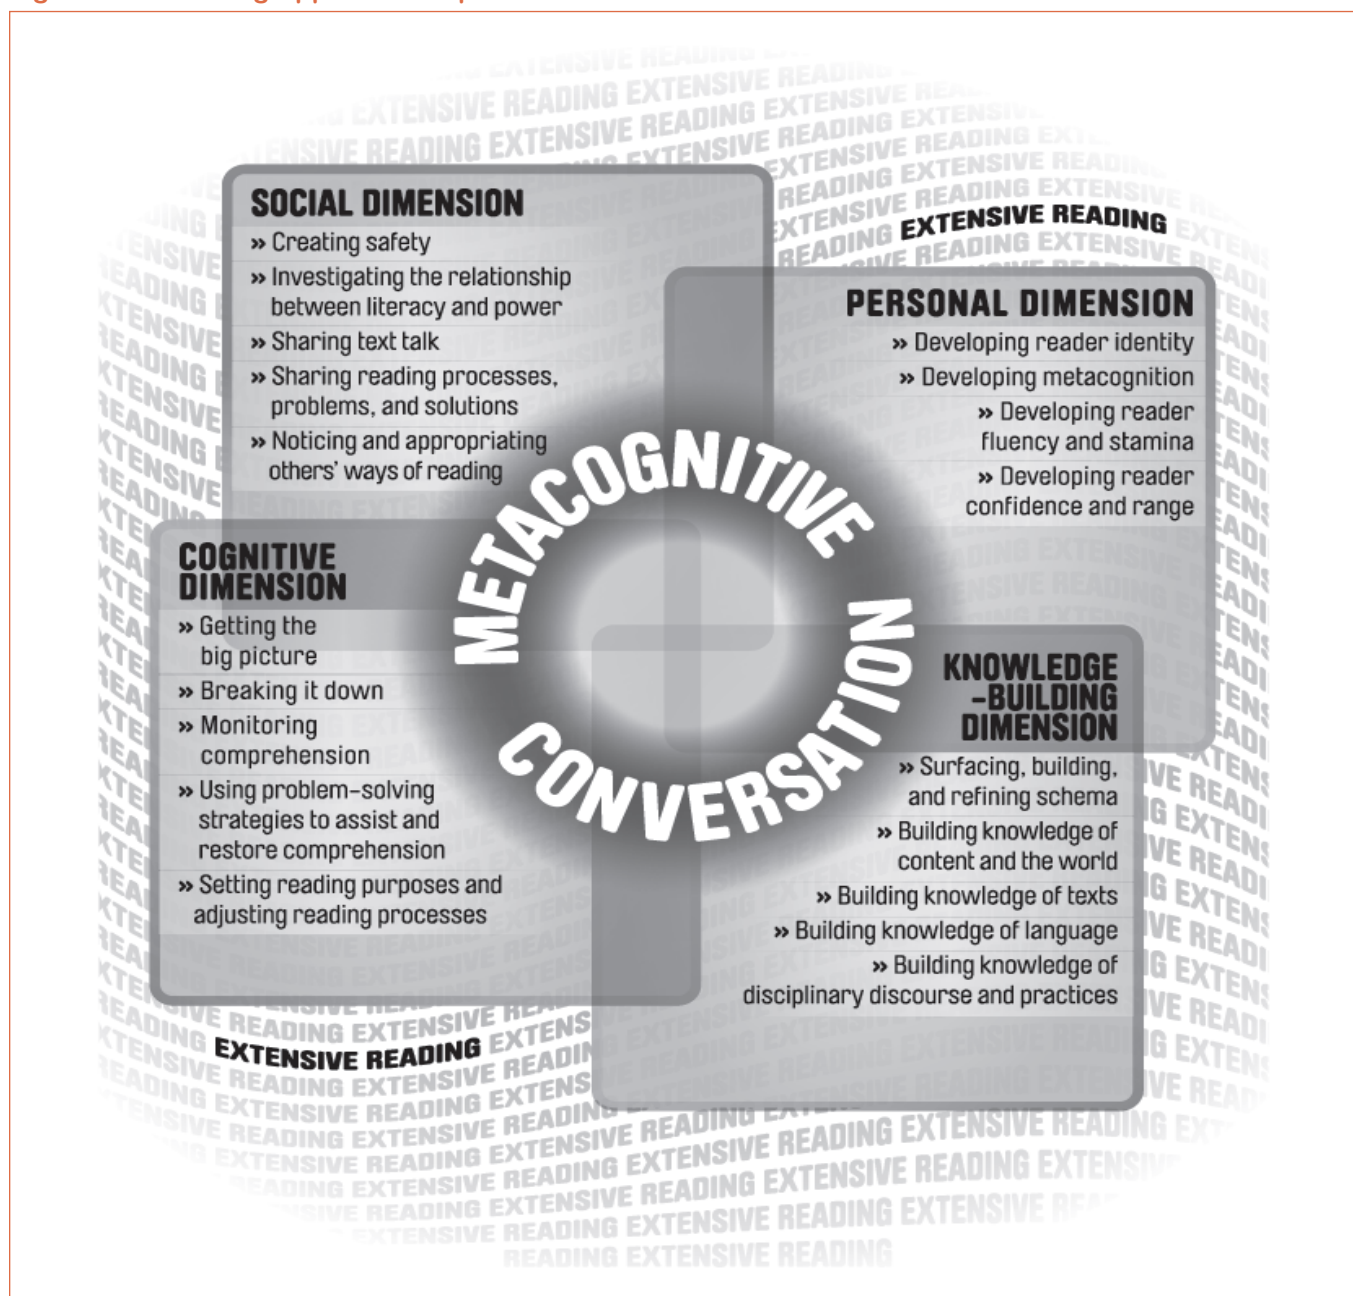 SOCIAL DIMENSION
» Creating safety
» Investigating the relationship
between literacy and power
» Sharing text talk
» Sharing reading processes,
problems, and solutions
» Noticing and appropriating
others’ ways of reading
EXTENSIVE READING
PERSONAL DIMENSION
» Developing reader identity
» Developing metacognition
» Developing reader
fluency and stamina
» Developing reader
confidence and range
METACOGNITIVE
CONVERSATION
COGNITIVE
DIMENSION
» Getting the
big picture
» Breaking it down
» Monitoring
comprehension
» Using problem-solving
strategies to assist and
restore comprehension
» Setting reading purposes and
adjusting reading processes
KNOWLEDGE
-BUILDING
DIMENSION
» Surfacing, building,
and refining schema
» Building knowledge of
content and the world
» Building knowledge of texts
» Building knowledge of language
» Building knowledge of
disciplinary discourse and practices
EXTENSIVE READING
READING EXTENSIVE READING